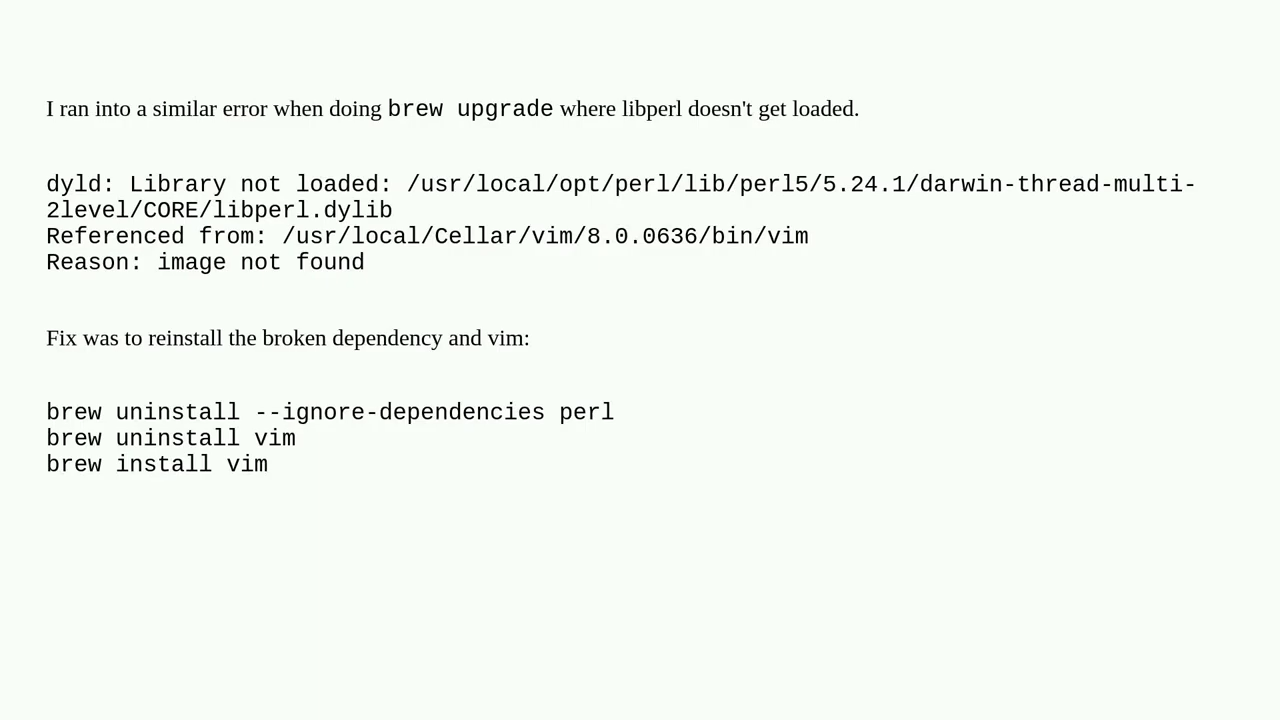 I ran into a similar error when doing brew upgrade where libperl doesn't get loaded.
dyld: Library not loaded: /usr/local/opt/perl/lib/perl5/5.24.1/darwin-thread-multi-
2level/CORE/libperl.dylib
Referenced from: /usr/local/Cellar/vim/8.0.0636/bin/vim
Reason: image not found
Fix was to reinstall the broken dependency and vim:
brew uninstall --ignore-dependencies perl
brew uninstall vim
brew install vim